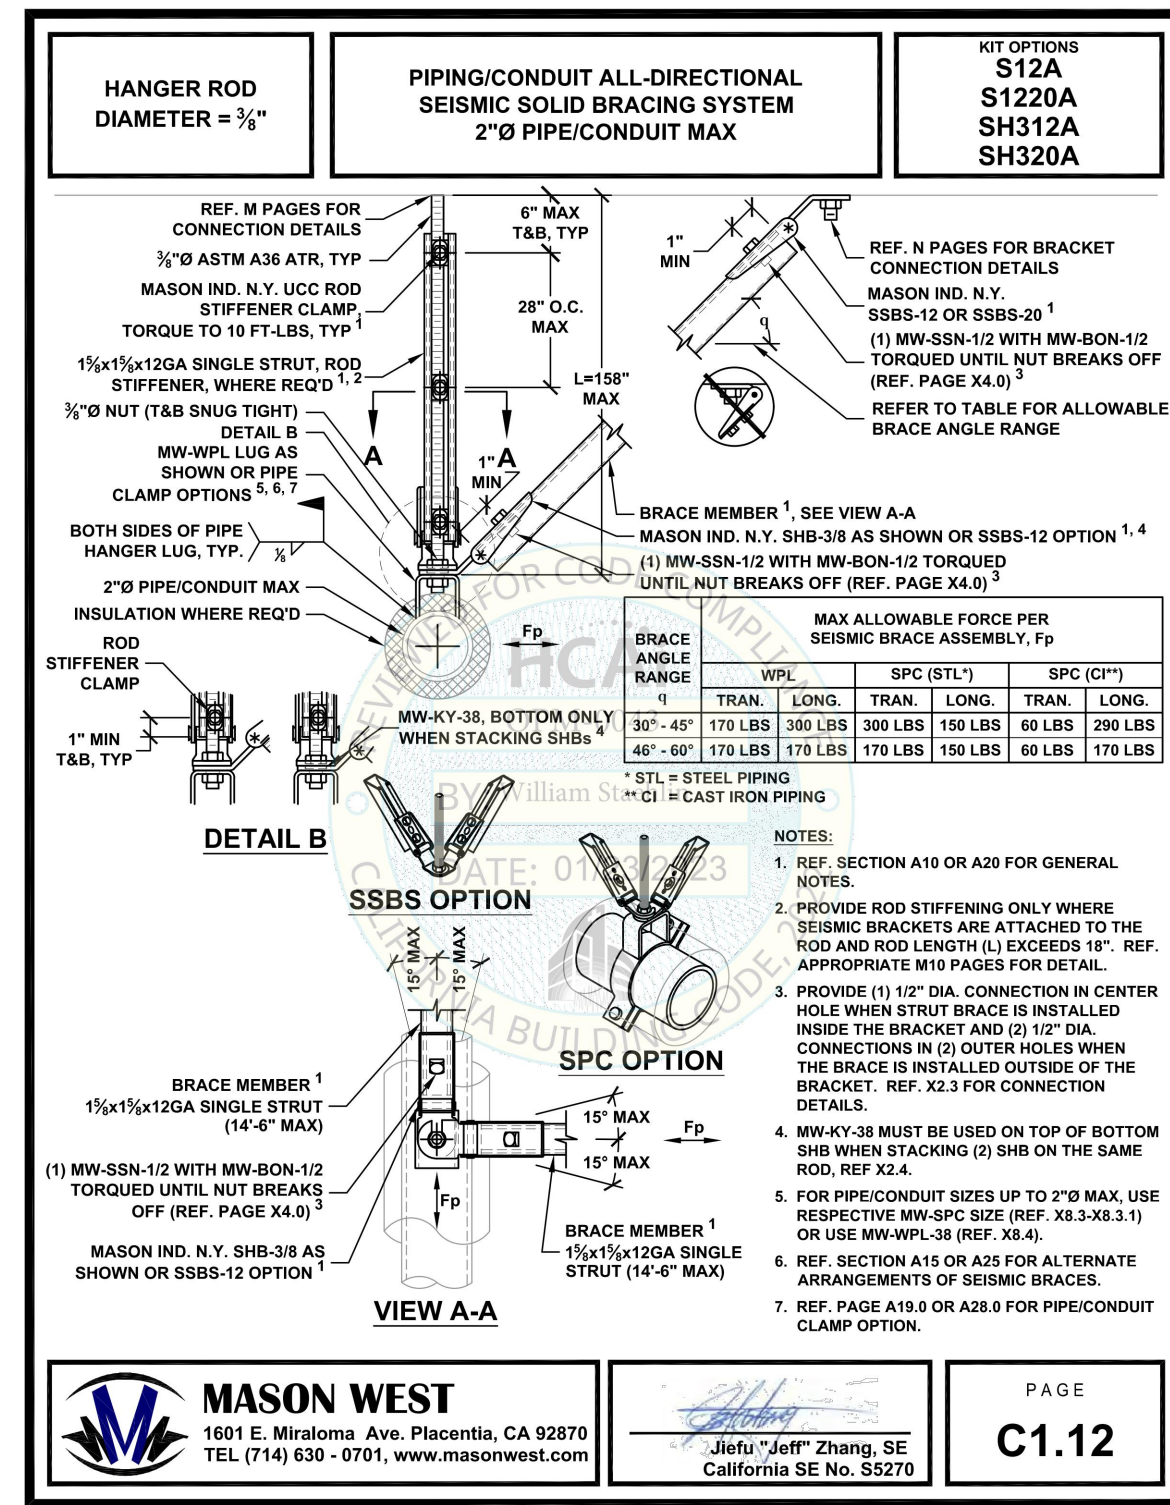 HANGER ROD
DIAMETER = ⅜"
PIPING/CONDUIT ALL-DIRECTIONAL
SEISMIC SOLID BRACING SYSTEM
2"Ø PIPE/CONDUIT MAX
KIT OPTIONS
S12A
S1220A
SH312A
SH320A
REF. M PAGES FOR
CONNECTION DETAILS
⅜"Ø ASTM A36 ATR, TYP
MASON IND. N.Y. UCC ROD
STIFFENER CLAMP,
TORQUE TO 10 FT-LBS, TYP 1
1⅝x1⅝x12GA SINGLE STRUT, ROD
STIFFENER, WHERE REQ'D 1, 2
⅜"Ø NUT (T&B SNUG TIGHT)
DETAIL B
MW-WPL LUG AS
SHOWN OR PIPE
CLAMP OPTIONS 5, 6, 7
BOTH SIDES OF PIPE
HANGER LUG, TYP.
⅛
2"Ø PIPE/CONDUIT MAX
INSULATION WHERE REQ'D
6" MAX
T&B, TYP
28" O.C.
MAX
L=158"
MAX
A
A
1"
MIN
1"
MIN
q
REF. N PAGES FOR BRACKET
CONNECTION DETAILS
MASON IND. N.Y.
SSBS-12 OR SSBS-20 1
(1) MW-SSN-1/2 WITH MW-BON-1/2
TORQUED UNTIL NUT BREAKS OFF
(REF. PAGE X4.0) 3
REFER TO TABLE FOR ALLOWABLE
BRACE ANGLE RANGE
BRACE MEMBER 1, SEE VIEW A-A
MASON IND. N.Y. SHB-3/8 AS SHOWN OR SSBS-12 OPTION 1, 4
(1) MW-SSN-1/2 WITH MW-BON-1/2 TORQUED
UNTIL NUT BREAKS OFF (REF. PAGE X4.0) 3
Fp
BRACE ANGLE RANGE q
MAX ALLOWABLE FORCE PER
SEISMIC BRACE ASSEMBLY, Fp
WPL SPC (STL*) SPC (CI**)
TRAN. LONG. TRAN. LONG. TRAN. LONG.
30° - 45° 170 LBS 300 LBS 300 LBS 150 LBS 60 LBS 290 LBS
46° - 60° 170 LBS 170 LBS 170 LBS 150 LBS 60 LBS 170 LBS
* STL = STEEL PIPING
** CI = CAST IRON PIPING
ROD
STIFFENER
CLAMP
1" MIN
T&B, TYP
MW-KY-38, BOTTOM ONLY
WHEN STACKING SHBS 4
DETAIL B
SSBS OPTION
SPC OPTION
REVIEWED FOR CODE COMPLIANCE
HCAI
BY: William Staehlin
CALIFORNIA BUILDING CODE, 2022
15° MAX
15° MAX
BRACE MEMBER 1
1⅝x1⅝x12GA SINGLE STRUT
(14'-6" MAX)
(1) MW-SSN-1/2 WITH MW-BON-1/2
TORQUED UNTIL NUT BREAKS
OFF (REF. PAGE X4.0) 3
MASON IND. N.Y. SHB-3/8 AS
SHOWN OR SSBS-12 OPTION 1
Fp
15° MAX
15° MAX
Fp
BRACE MEMBER 1
1⅝x1⅝x12GA SINGLE
STRUT (14'-6" MAX)
VIEW A-A
NOTES:
1. REF. SECTION A10 OR A20 FOR GENERAL
NOTES.
2. PROVIDE ROD STIFFENING ONLY WHERE
SEISMIC BRACKETS ARE ATTACHED TO THE
ROD AND ROD LENGTH (L) EXCEEDS 18". REF.
APPROPRIATE M10 PAGES FOR DETAIL.
3. PROVIDE (1) 1/2" DIA. CONNECTION IN CENTER
HOLE WHEN STRUT BRACE IS INSTALLED
INSIDE THE BRACKET AND (2) 1/2" DIA.
CONNECTIONS IN (2) OUTER HOLES WHEN
THE BRACE IS INSTALLED OUTSIDE OF THE
BRACKET. REF. X2.3 FOR CONNECTION
DETAILS.
4. MW-KY-38 MUST BE USED ON TOP OF BOTTOM
SHB WHEN STACKING (2) SHB ON THE SAME
ROD, REF X2.4.
5. FOR PIPE/CONDUIT SIZES UP TO 2"Ø MAX, USE
RESPECTIVE MW-SPC SIZE (REF. X8.3-X8.3.1)
OR USE MW-WPL-38 (REF. X8.4).
6. REF. SECTION A15 OR A25 FOR ALTERNATE
ARRANGEMENTS OF SEISMIC BRACES.
7. REF. PAGE A19.0 OR A28.0 FOR PIPE/CONDUIT
CLAMP OPTION.
MASON WEST
1601 E. Miraloma Ave. Placentia, CA 92870
TEL (714) 630 - 0701, www.masonwest.com
Jiefu "Jeff" Zhang, SE
California SE No. S5270
PAGE
C1.12